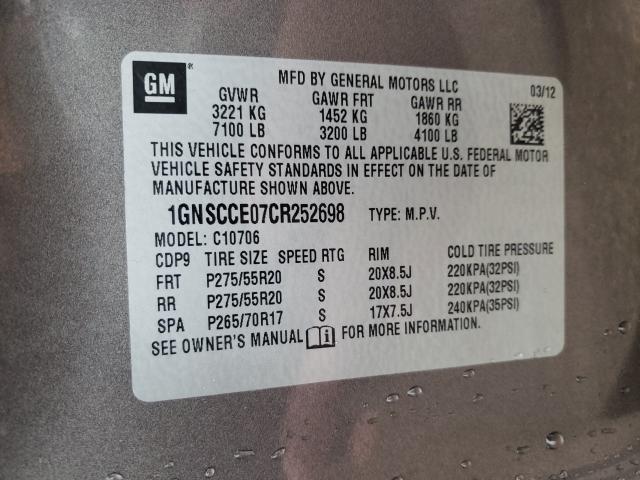 GM
MFD BY GENERAL MOTORS LLC
03/12
GVWR GAWR FRT GAWR RR
3221 KG 1452 KG 1860 KG
7100 LB 3200 LB 4100 LB
THIS VEHICLE CONFORMS TO ALL APPLICABLE U.S. FEDERAL MOTOR
VEHICLE SAFETY STANDARDS IN EFFECT ON THE DATE OF
MANUFACTURE SHOWN ABOVE.
1GNSCCE07CR252698 TYPE: M.P.V.
MODEL: C10706
CDP9 TIRE SIZE SPEED RTG RIM COLD TIRE PRESSURE
FRT P275/55R20 S 20X8.5J 220KPA(32PSI)
RR P275/55R20 S 20X8.5J 220KPA(32PSI)
SPA P265/70R17 S 17X7.5J 240KPA(35PSI)
SEE OWNER'S MANUAL i FOR MORE INFORMATION.